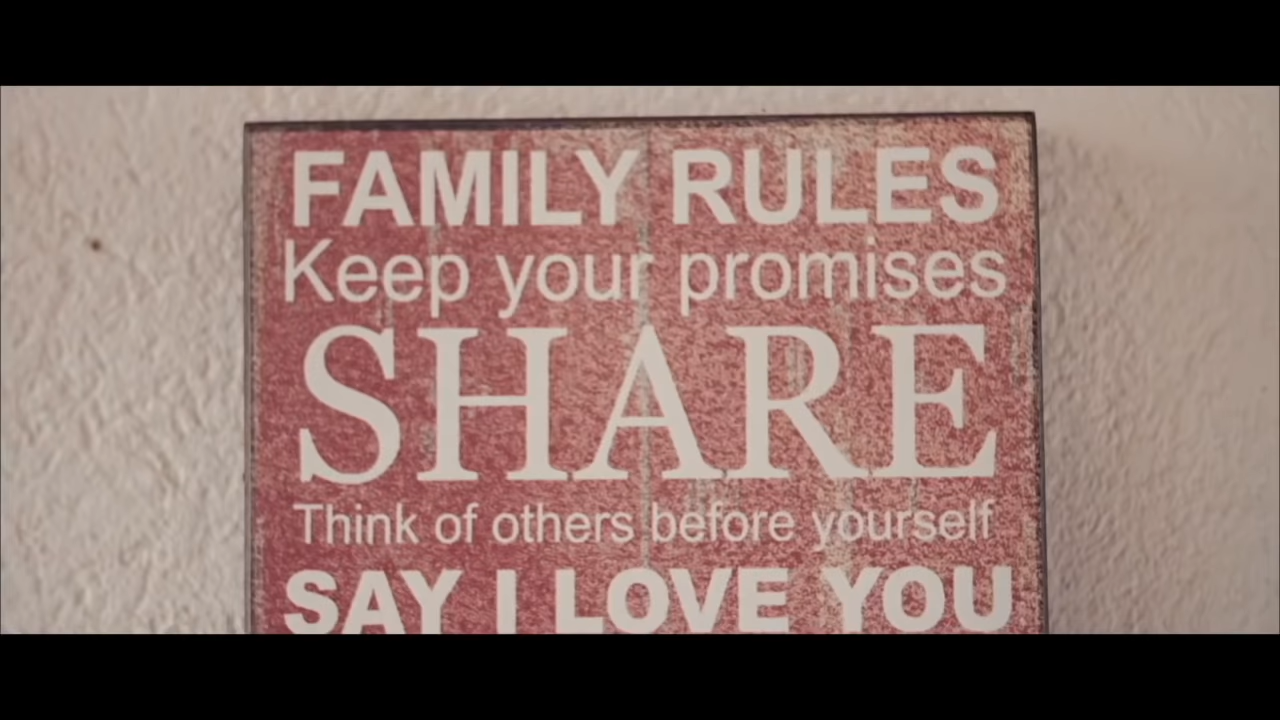 FAMILY RULES
Keep your promises
SHARE
Think of others before yourself
SAY I LOVE YOU